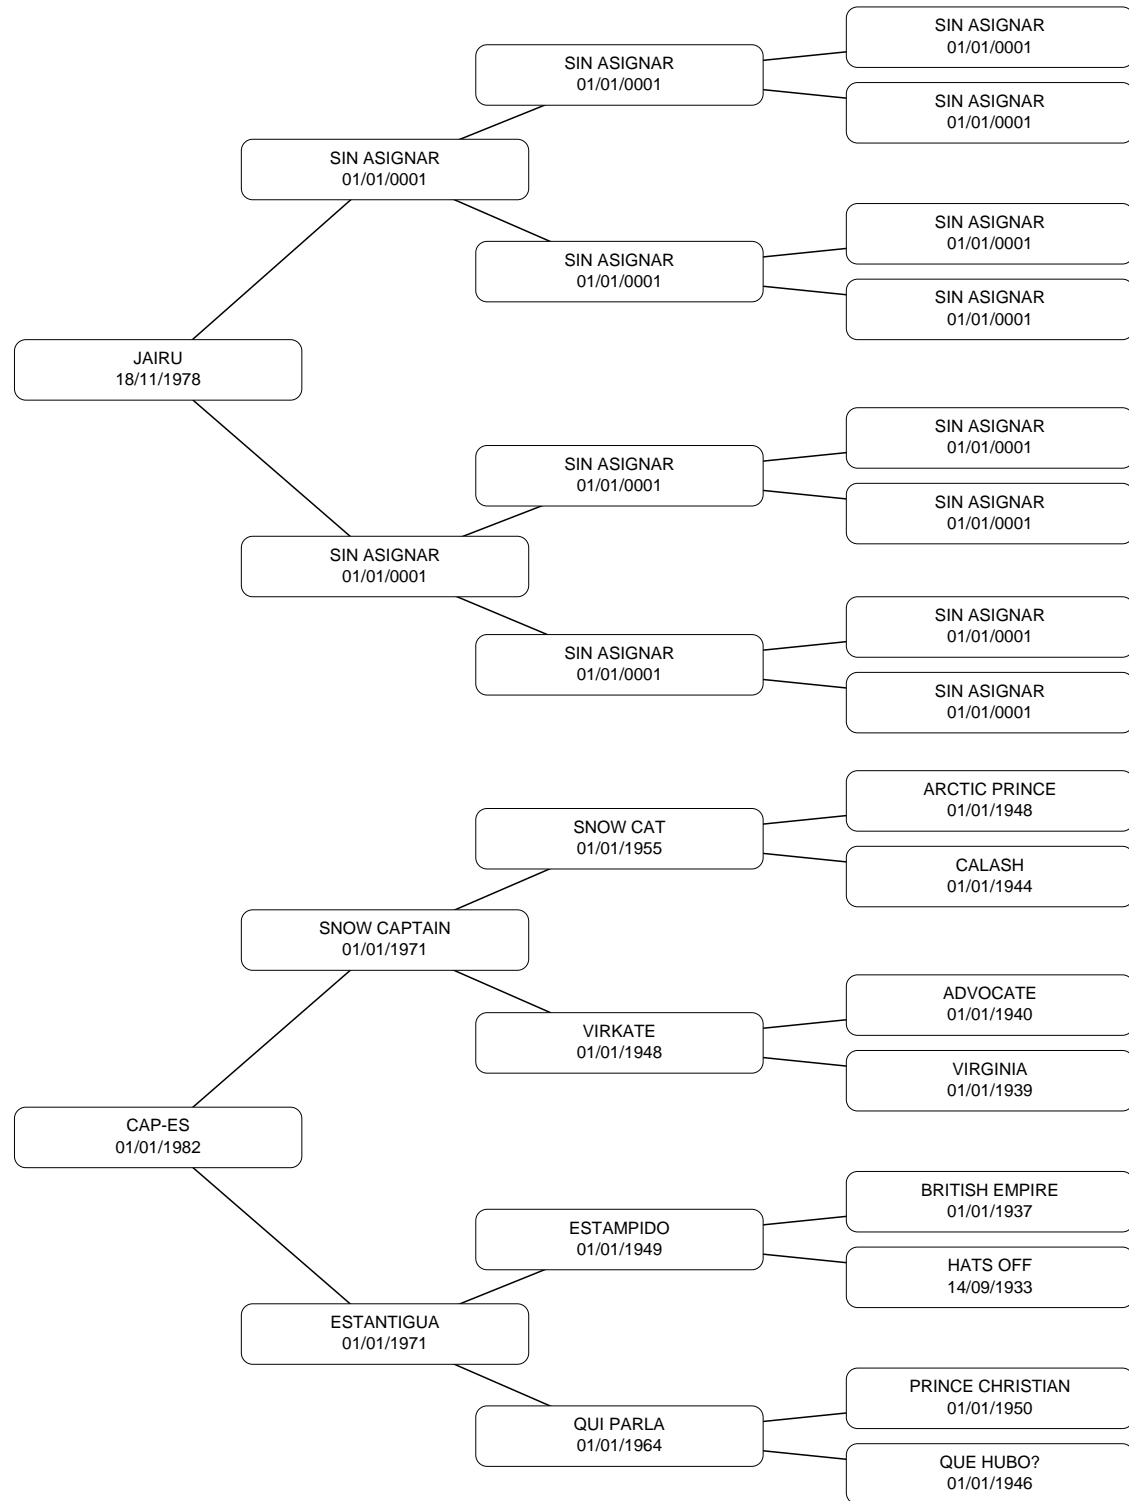 SIN ASIGNAR
01/01/0001
SIN ASIGNAR
01/01/0001
SIN ASIGNAR
01/01/0001
SIN ASIGNAR
01/01/0001
SIN ASIGNAR
01/01/0001
SIN ASIGNAR
01/01/0001
SIN ASIGNAR
01/01/0001
JAIRU
18/11/1978
SIN ASIGNAR
01/01/0001
SIN ASIGNAR
01/01/0001
SIN ASIGNAR
01/01/0001
SIN ASIGNAR
01/01/0001
SIN ASIGNAR
01/01/0001
SIN ASIGNAR
01/01/0001
SIN ASIGNAR
01/01/0001
ARCTIC PRINCE
01/01/1948
SNOW CAT
01/01/1955
CALASH
01/01/1944
SNOW CAPTAIN
01/01/1971
ADVOCATE
01/01/1940
VIRKATE
01/01/1948
VIRGINIA
01/01/1939
CAP-ES
01/01/1982
BRITISH EMPIRE
01/01/1937
ESTAMPIDO
01/01/1949
HATS OFF
14/09/1933
ESTANTIGUA
01/01/1971
PRINCE CHRISTIAN
01/01/1950
QUI PARLA
01/01/1964
QUE HUBO?
01/01/1946